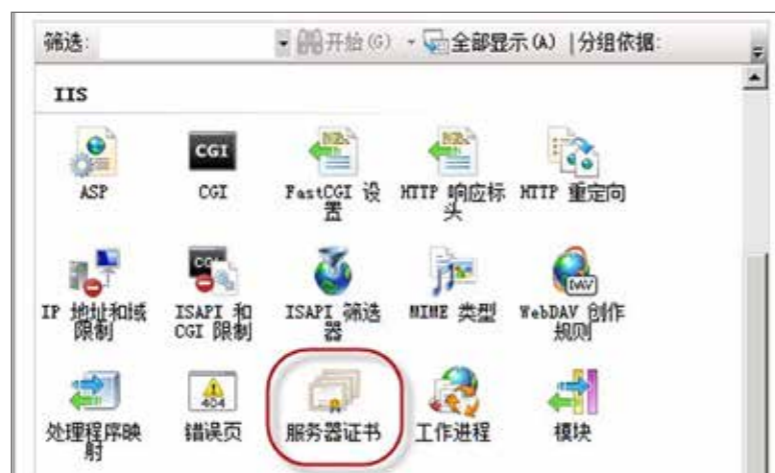 筛选: 开始(G) 全部显示(A) | 分组依据:
IIS
CGI
ASP CGI FastCGI 设 HTTP 响应标 HTTP 重定向
置 头
CGI DAV
IP 地址和域 ISAPI 和 ISAPI 筛选 MIME 类型 WebDAV 创作
限制 CGI 限制 器 规则
404
处理程序映 错误页 服务器证书 工作进程 模块
射